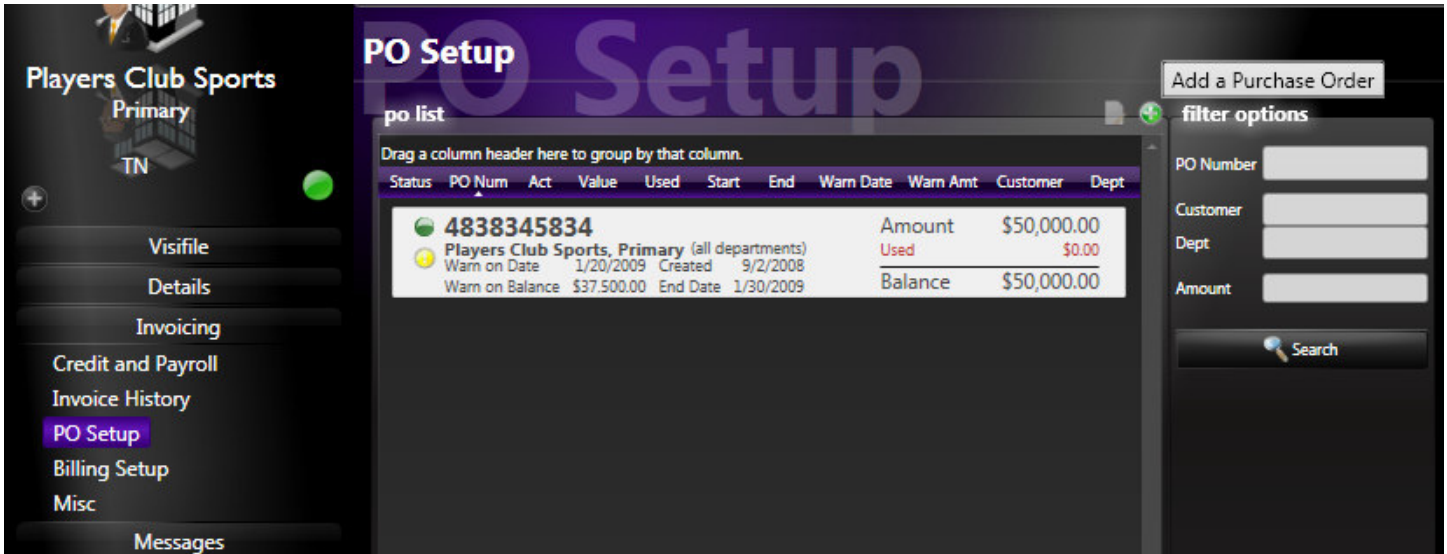 Players Club Sports
Primary
TN
Visifile
Details
Invoicing
Credit and Payroll
Invoice History
PO Setup
Billing Setup
Misc
Messages
PO Setup
PO Setup
Add a Purchase Order
po list
Drag a column header here to group by that column.
Status PO Num Act Value Used Start End Warn Date Warn Amt Customer Dept
4838345834 Amount $50,000.00
Players Club Sports, Primary (all departments) Used $0.00
Warn on Date 1/20/2009 Created 9/2/2008
Warn on Balance $37.500.00 End Date 1/30/2009 Balance $50,000.00
filter options
PO Number
Customer
Dept
Amount
Search